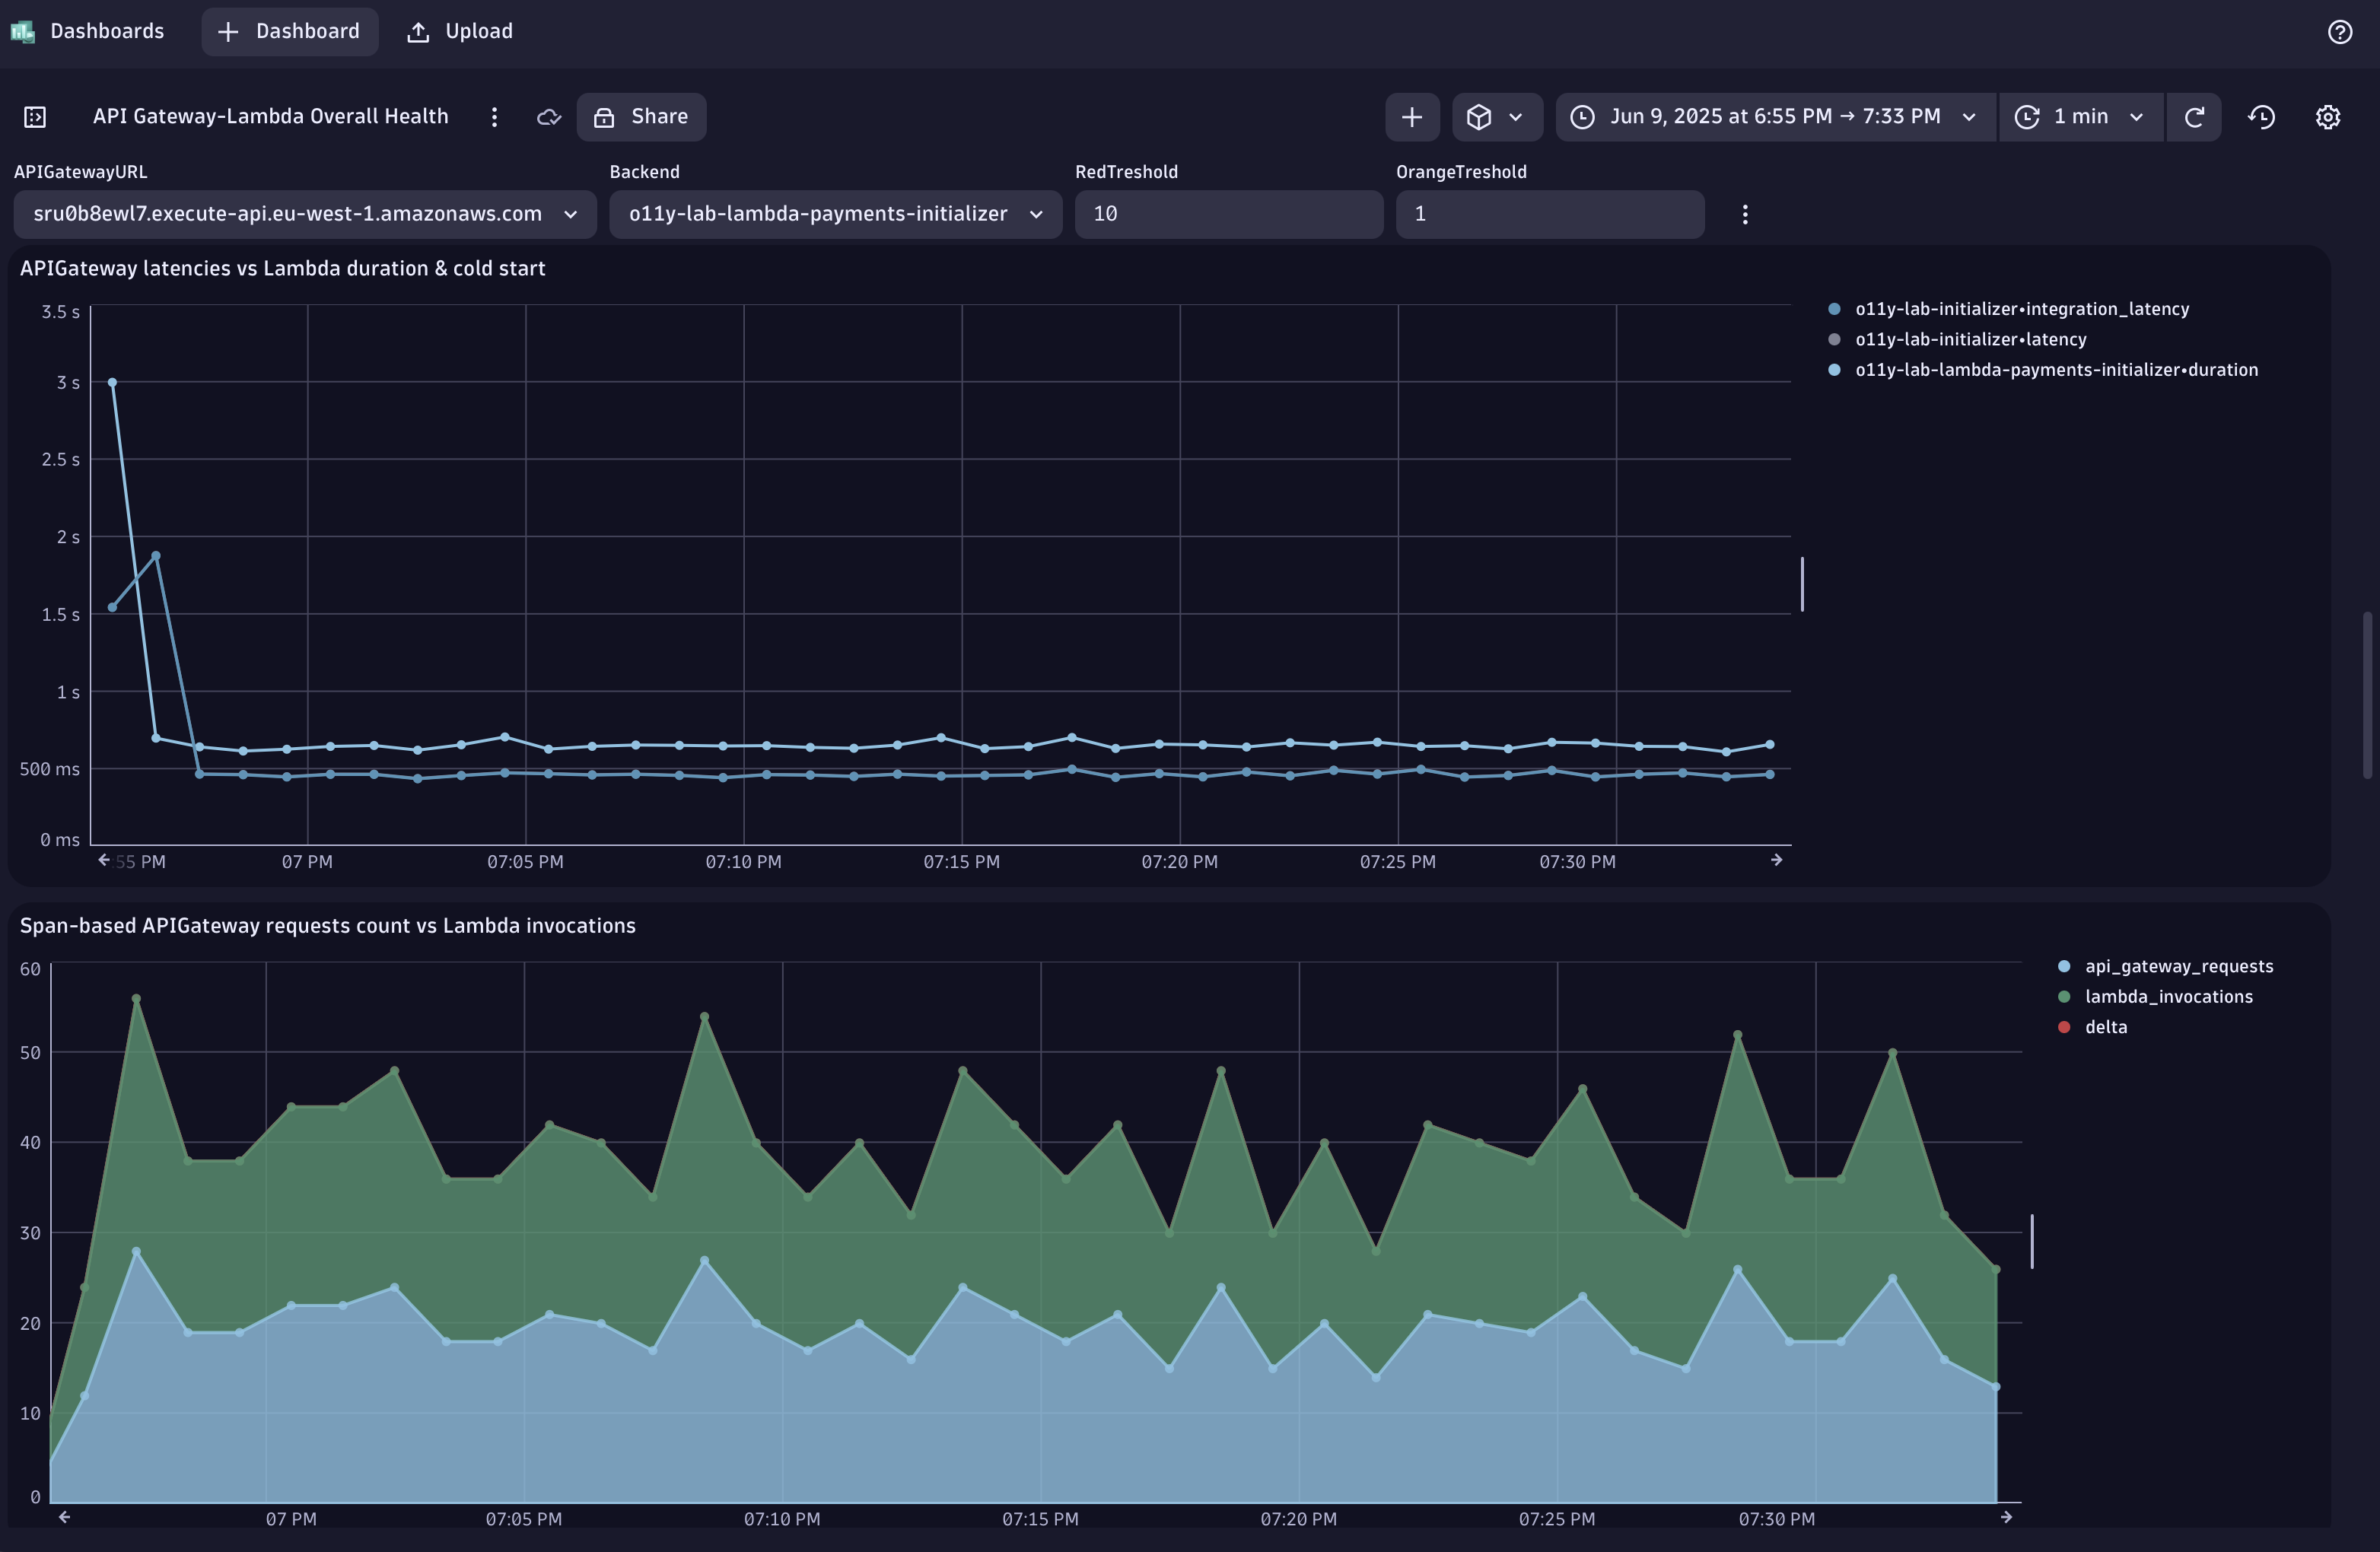 Dashboards
Dashboard
Upload
API Gateway-Lambda Overall Health
Share
Jun 9, 2025 at 6:55 PM → 7:33 PM
1 min
APIGatewayURL
Backend
RedTreshold
OrangeTreshold
sru0b8ewl7.execute-api.eu-west-1.amazonaws.com
o11y-lab-lambda-payments-initializer
10
1
APIGateway latencies vs Lambda duration & cold start
3.5 s
3 s
2.5 s
2 s
1.5 s
1 s
500 ms
0 ms
:55 PM
07 PM
07:05 PM
07:10 PM
07:15 PM
07:20 PM
07:25 PM
07:30 PM
o11y-lab-initializer•integration_latency
o11y-lab-initializer•latency
o11y-lab-lambda-payments-initializer•duration
Span-based APIGateway requests count vs Lambda invocations
60
50
40
30
20
10
0
07 PM
07:05 PM
07:10 PM
07:15 PM
07:20 PM
07:25 PM
07:30 PM
api_gateway_requests
lambda_invocations
delta